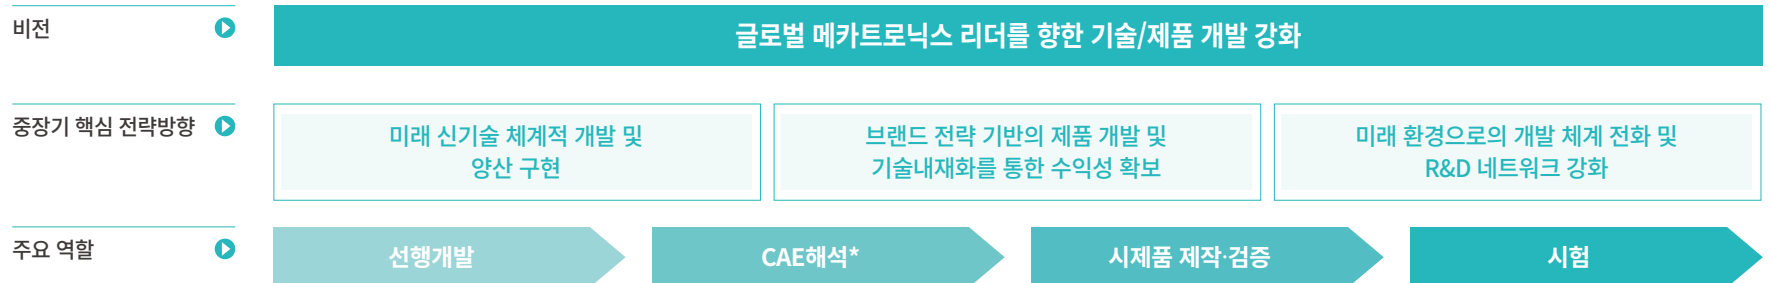 비전
글로벌 메카트로닉스 리더를 향한 기술/제품 개발 강화
중장기 핵심 전략방향
미래 신기술 체계적 개발 및
양산 구현
브랜드 전략 기반의 제품 개발 및
기술내재화를 통한 수익성 확보
미래 환경으로의 개발 체계 전화 및
R&D 네트워크 강화
주요 역할
선행개발
CAE해석*
시제품 제작·검증
시험